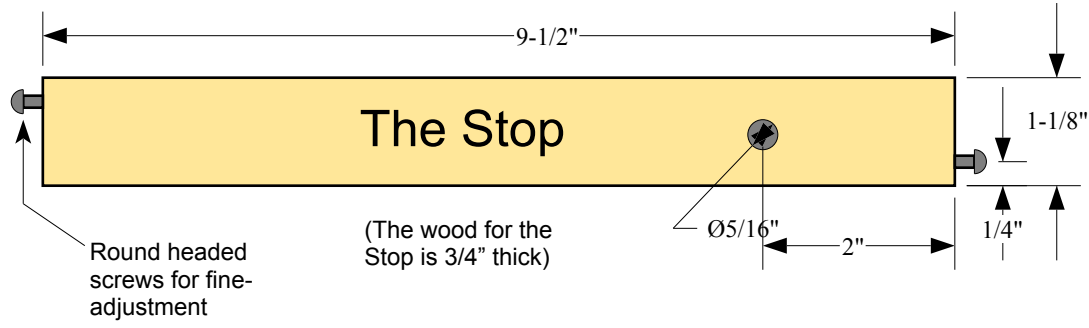 9-1/2"
The Stop
1-1/8"
Ø5/16"
2"
1/4"
(The wood for the
Stop is 3/4” thick)
Round headed
screws for fine-
adjustment